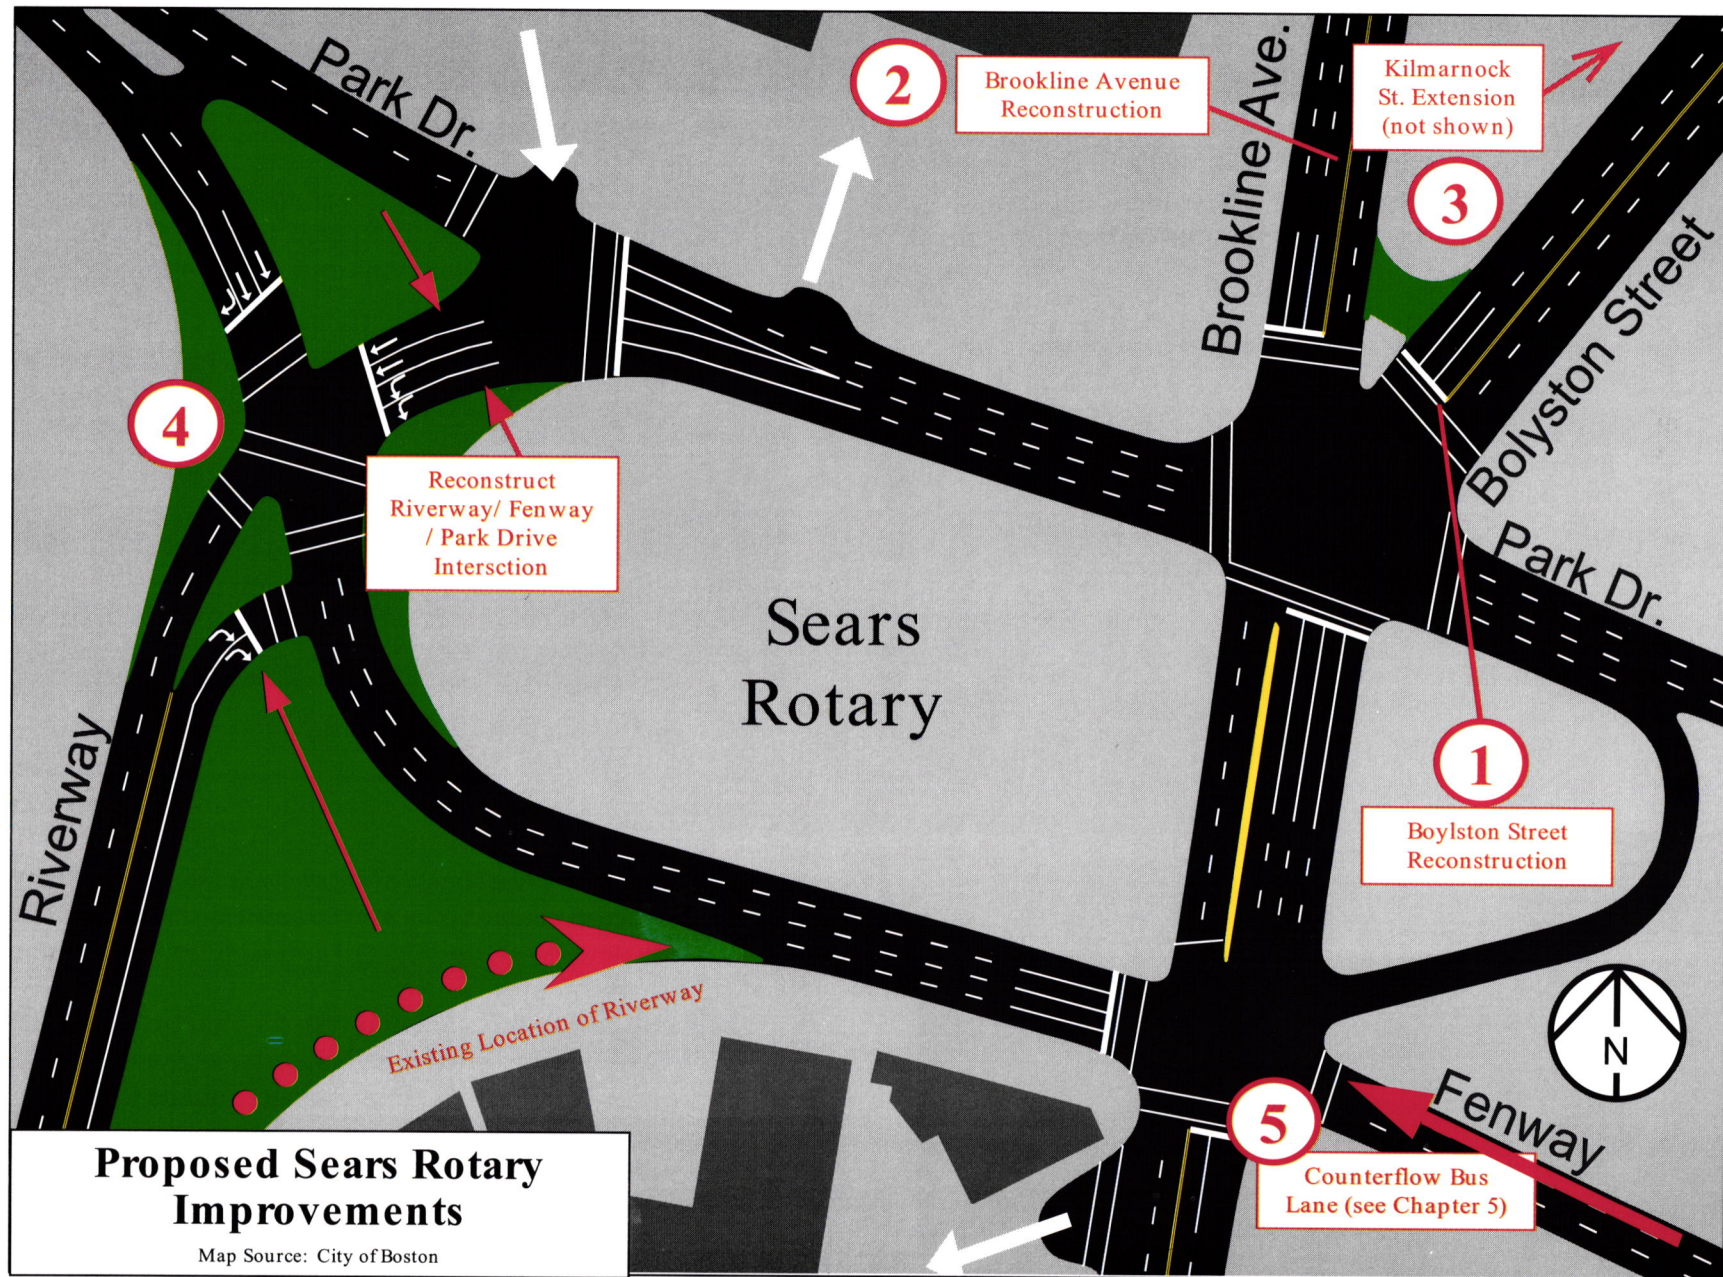 Park Dr.
2
Brookline Avenue
Reconstruction
Brookline Ave.
Kilmarnock
St. Extension
(not shown)
3
Bolyston Street
4
Reconstruct
Riverway/ Fenway
/ Park Drive
Intersction
Sears
Rotary
Park Dr.
1
Boylston Street
Reconstruction
Riverway
Existing Location of Riverway
N
Fenway
5
Counterflow Bus
Lane (see Chapter 5)
Proposed Sears Rotary
Improvements
Map Source: City of Boston